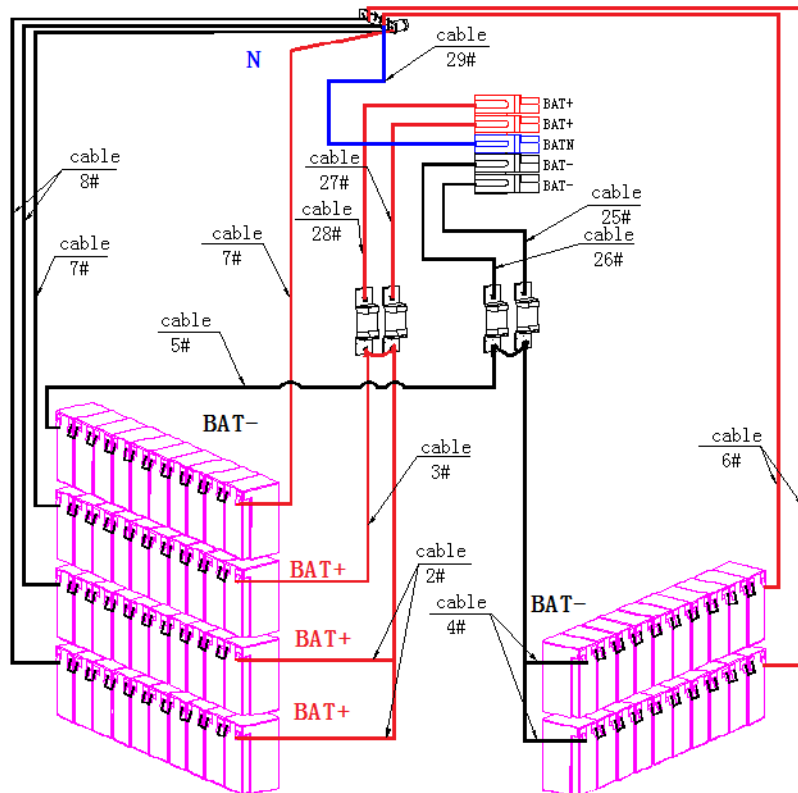 cable
29#
N
BAT+
BAT+
BATN
BAT-
BAT-
cable
8#
cable
27#
cable
25#
cable
28#
cable
26#
cable
7#
cable
7#
cable
5#
BAT-
cable
3#
cable
6#
BAT+
cable
2#
cable
4#
BAT-
BAT+
BAT+